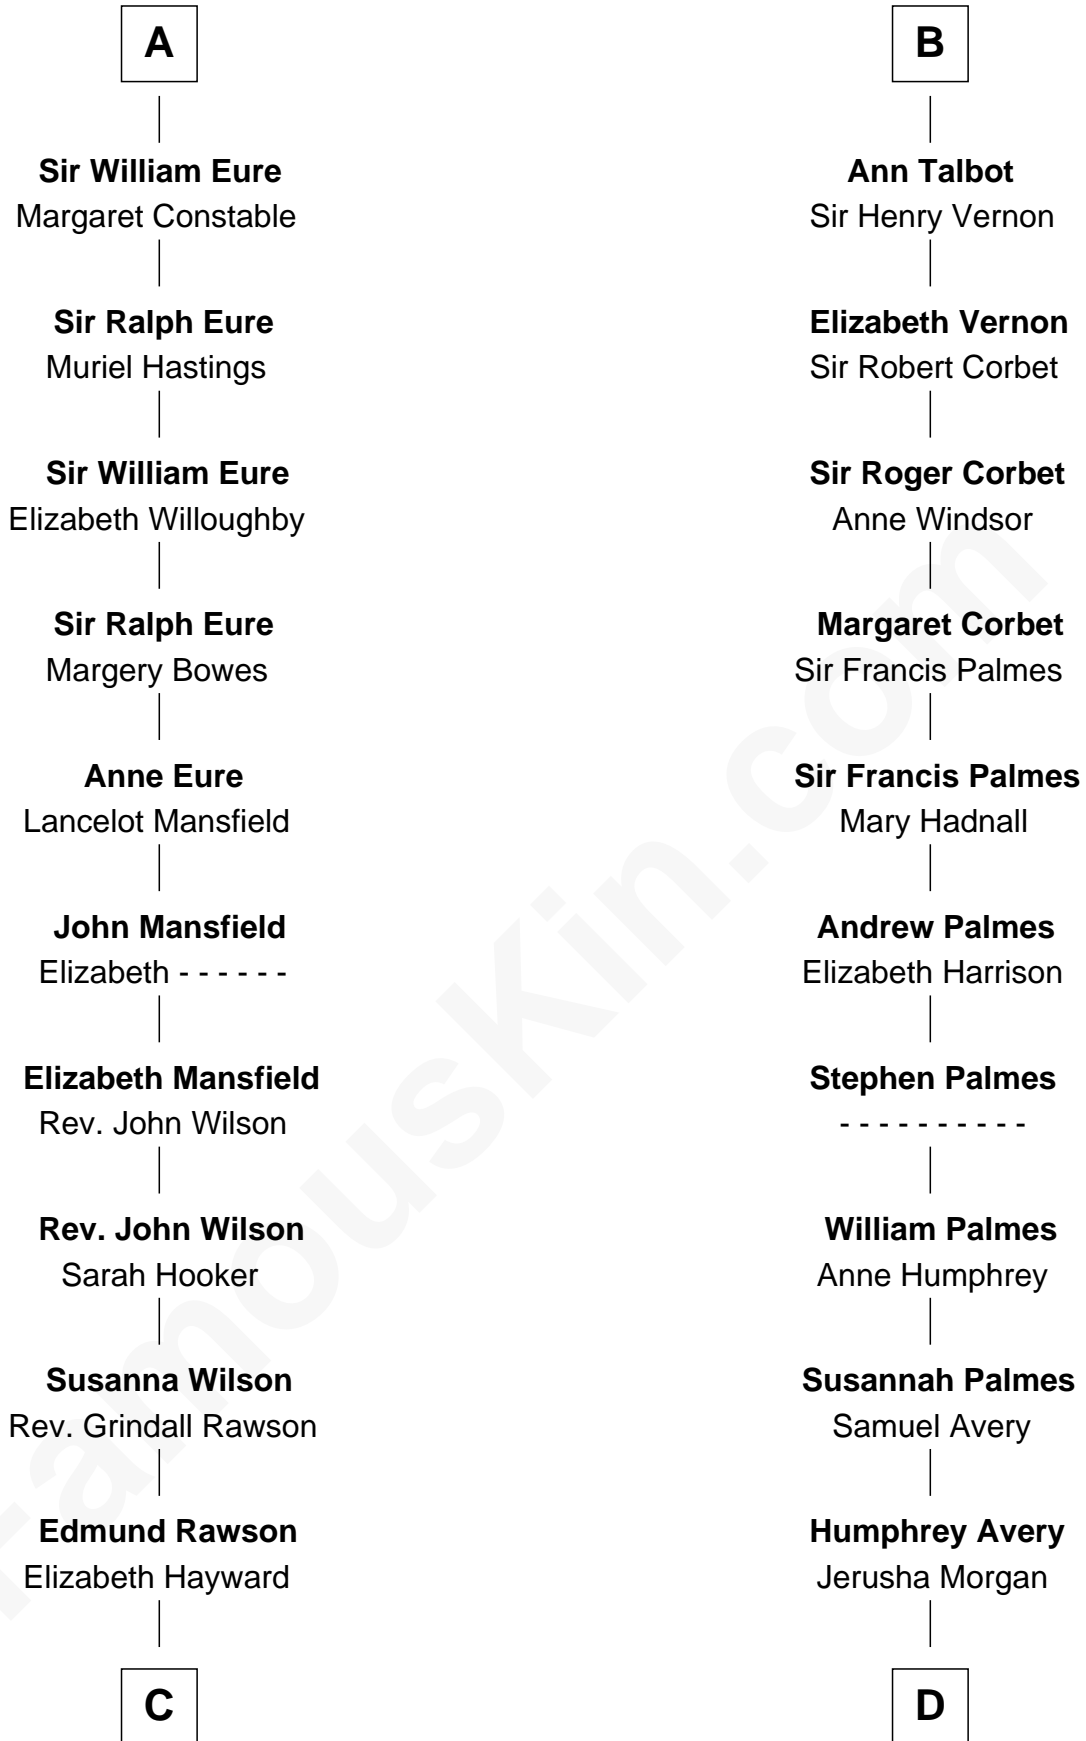 A
Sir William Eure
Margaret Constable
Sir Ralph Eure
Muriel Hastings
Sir William Eure
Elizabeth Willoughby
Sir Ralph Eure
Margery Bowes
Anne Eure
Lancelot Mansfield
John Mansfield
Elizabeth - - - - - -
Elizabeth Mansfield
Rev. John Wilson
Rev. John Wilson
Sarah Hooker
Susanna Wilson
Rev. Grindall Rawson
Edmund Rawson
Elizabeth Hayward
C
B
Ann Talbot
Sir Henry Vernon
Elizabeth Vernon
Sir Robert Corbet
Sir Roger Corbet
Anne Windsor
Margaret Corbet
Sir Francis Palmes
Sir Francis Palmes
Mary Hadnall
Andrew Palmes
Elizabeth Harrison
Stephen Palmes
- - - - - - - - - -
William Palmes
Anne Humphrey
Susannah Palmes
Samuel Avery
Humphrey Avery
Jerusha Morgan
D
FamousKin.com